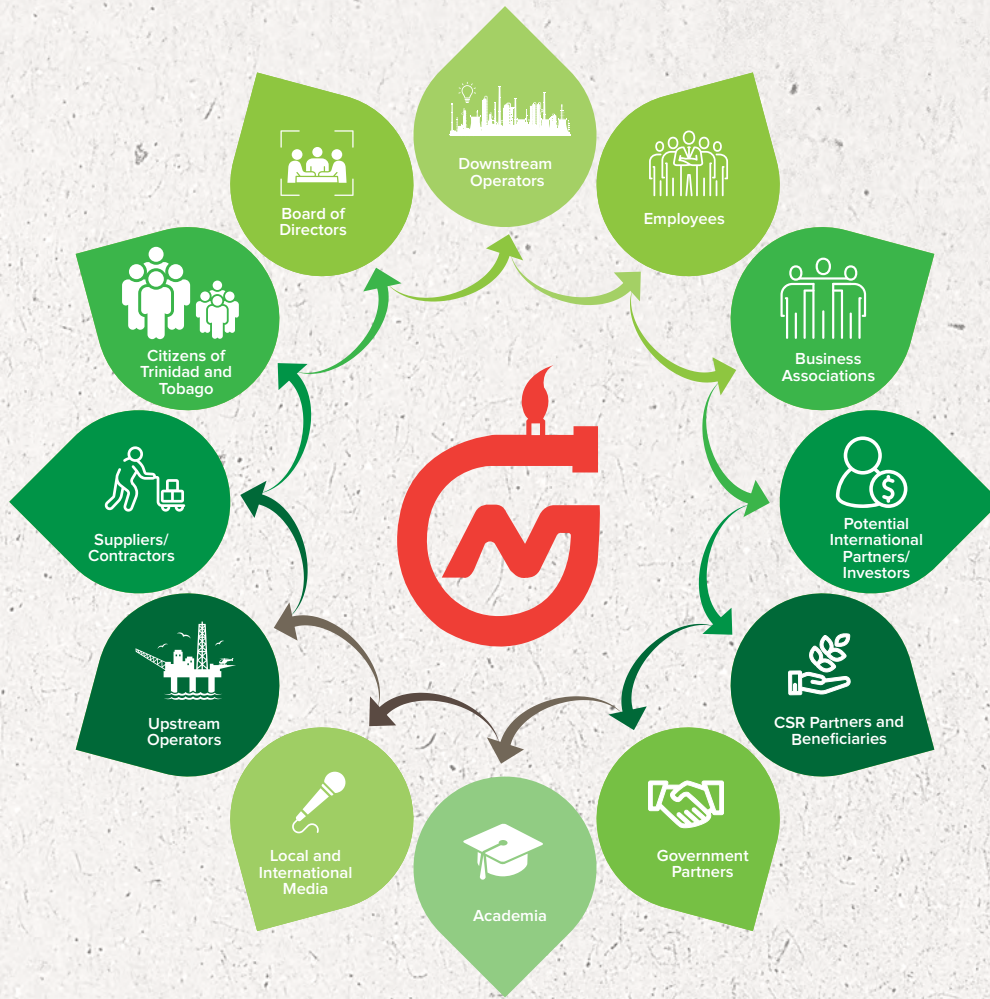 Downstream
Operators
Employees
Business
Associations
Potential
International
Partners/
Investors
CSR Partners and
Beneficiaries
Government
Partners
Academia
Local and
International
Media
Upstream
Operators
Suppliers/
Contractors
Citizens of
Trinidad and
Tobago
Board of
Directors
$